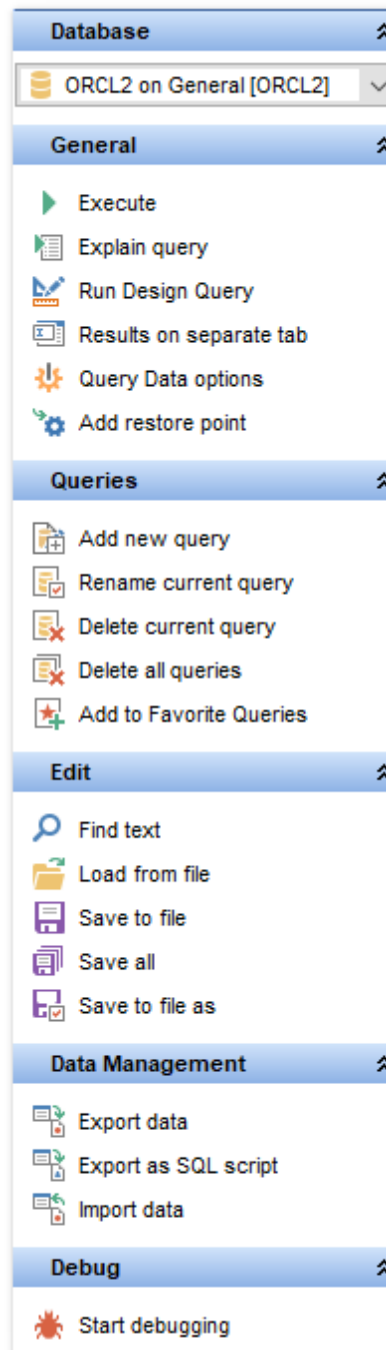 Database
ORCL2 on General [ORCL2]
General
Execute
Explain query
Run Design Query
Results on separate tab
Query Data options
Add restore point
Queries
Add new query
Rename current query
Delete current query
Delete all queries
Add to Favorite Queries
Edit
Find text
Load from file
Save to file
Save all
Save to file as
Data Management
Export data
Export as SQL script
Import data
Debug
Start debugging